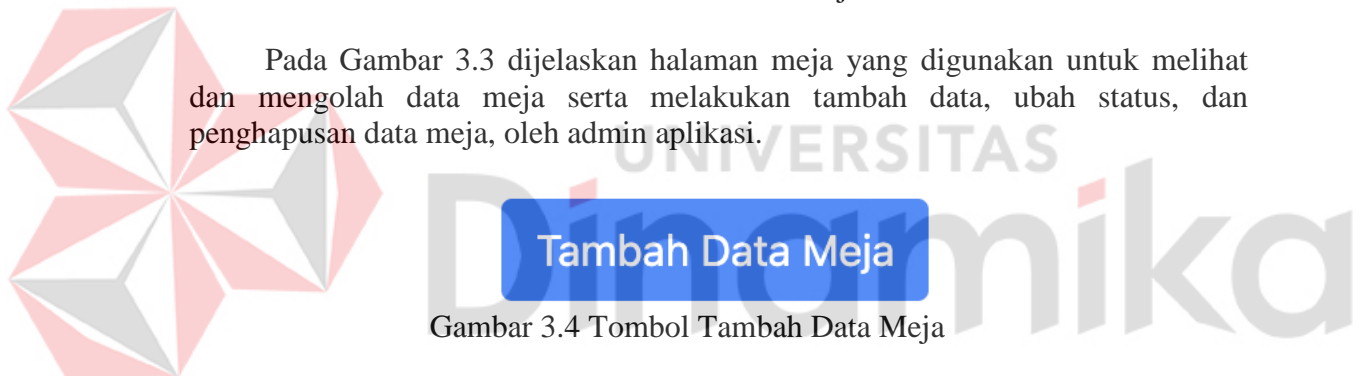 Pada Gambar 3.3 dijelaskan halaman meja yang digunakan untuk melihat
dan mengolah data meja serta melakukan tambah data, ubah status, dan
penghapusan data meja, oleh admin aplikasi.
UNIVERSITAS
Dinamika
Tambah Data Meja
Gambar 3.4 Tombol Tambah Data Meja